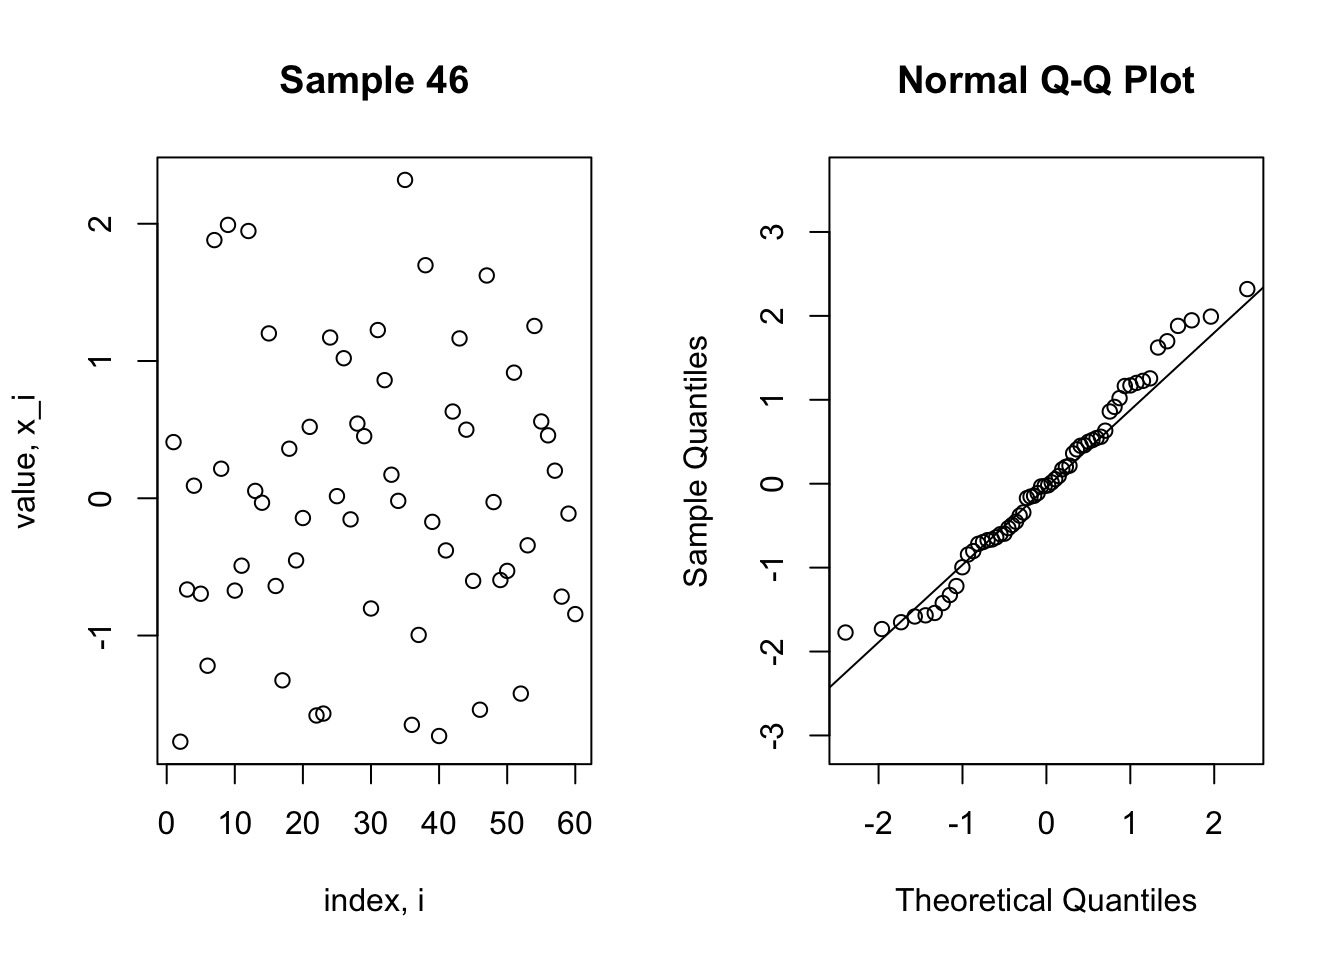 Sample 46
value, x_i
2
1
0
-1
0 10 20 30 40 50 60
index, i
Normal Q-Q Plot
Sample Quantiles
3
2
1
0
-1
-2
-3
-2 -1 0 1 2
Theoretical Quantiles